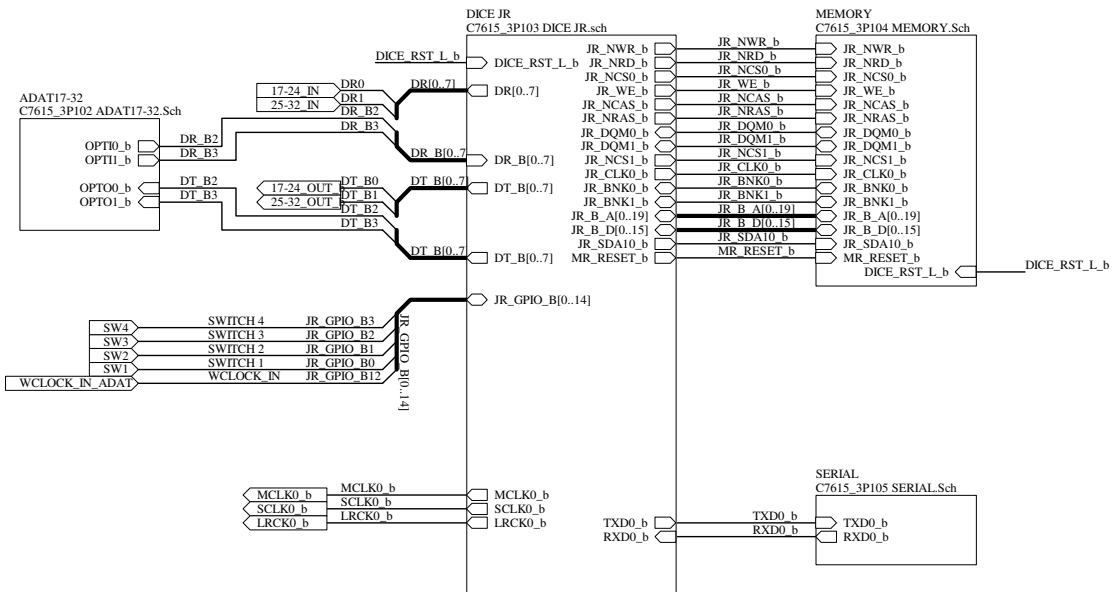 DICE JR
C7615_3P103 DICE JR.sch
MEMORY
C7615_3P104 MEMORY.Sch
DICE_RST_L_b
DICE_RST_L_b
JR_NWR_b
JR_NRD_b
JR_NCS0_b
JR_WE_b
JR_NCAS_b
JR_NRAS_b
JR_DQM0_b
JR_DQM1_b
JR_NCS1_b
JR_CLK0_b
JR_BNK0_b
JR_BNK1_b
JR_B_A[0..19]
JR_B_D[0..15]
JR_SDA10_b
MR_RESET_b
JR_NWR_b
JR_NRD_b
JR_NCS0_b
JR_WE_b
JR_NCAS_b
JR_NRAS_b
JR_DQM0_b
JR_DQM1_b
JR_NCS1_b
JR_CLK0_b
JR_BNK0_b
JR_BNK1_b
JR_B_A[0..19]
JR_B_D[0..15]
JR_SDA10_b
MR_RESET_b
JR_NWR_b
JR_NRD_b
JR_NCS0_b
JR_WE_b
JR_NCAS_b
JR_NRAS_b
JR_DQM0_b
JR_DQM1_b
JR_NCS1_b
JR_CLK0_b
JR_BNK0_b
JR_BNK1_b
JR_B_A[0..19]
JR_B_D[0..15]
JR_SDA10_b
MR_RESET_b
DICE_RST_L_b
DICE_RST_L_b
ADAT17-32
C7615_3P102 ADAT17-32.Sch
OPTI0_b
OPTI1_b
OPTO0_b
OPTO1_b
DR_B2
DR_B3
DT_B2
DT_B3
17-24_IN
25-32_IN
DR0
DR1
DR_B2
DR_B3
DR[0..7]
DR[0..7]
DR_B[0..7]
DR_B[0..7]
17-24_OUT
25-32_OUT
DT_B0
DT_B1
DT_B2
DT_B3
DT_B[0..7]
DT_B[0..7]
DT_B[0..7]
DT_B[0..7]
JR_GPIO_B[0..14]
JR_GPIO_B[0..14]
SW4
SWITCH 4
JR_GPIO_B3
SW3
SWITCH 3
JR_GPIO_B2
SW2
SWITCH 2
JR_GPIO_B1
SW1
SWITCH 1
JR_GPIO_B0
WCLOCK_IN_ADAT
WCLOCK_IN
JR_GPIO_B12
MCLK0_b
MCLK0_b
MCLK0_b
SCLK0_b
SCLK0_b
SCLK0_b
LRCK0_b
LRCK0_b
LRCK0_b
SERIAL
C7615_3P105 SERIAL.Sch
TXD0_b
TXD0_b
TXD0_b
RXD0_b
RXD0_b
RXD0_b